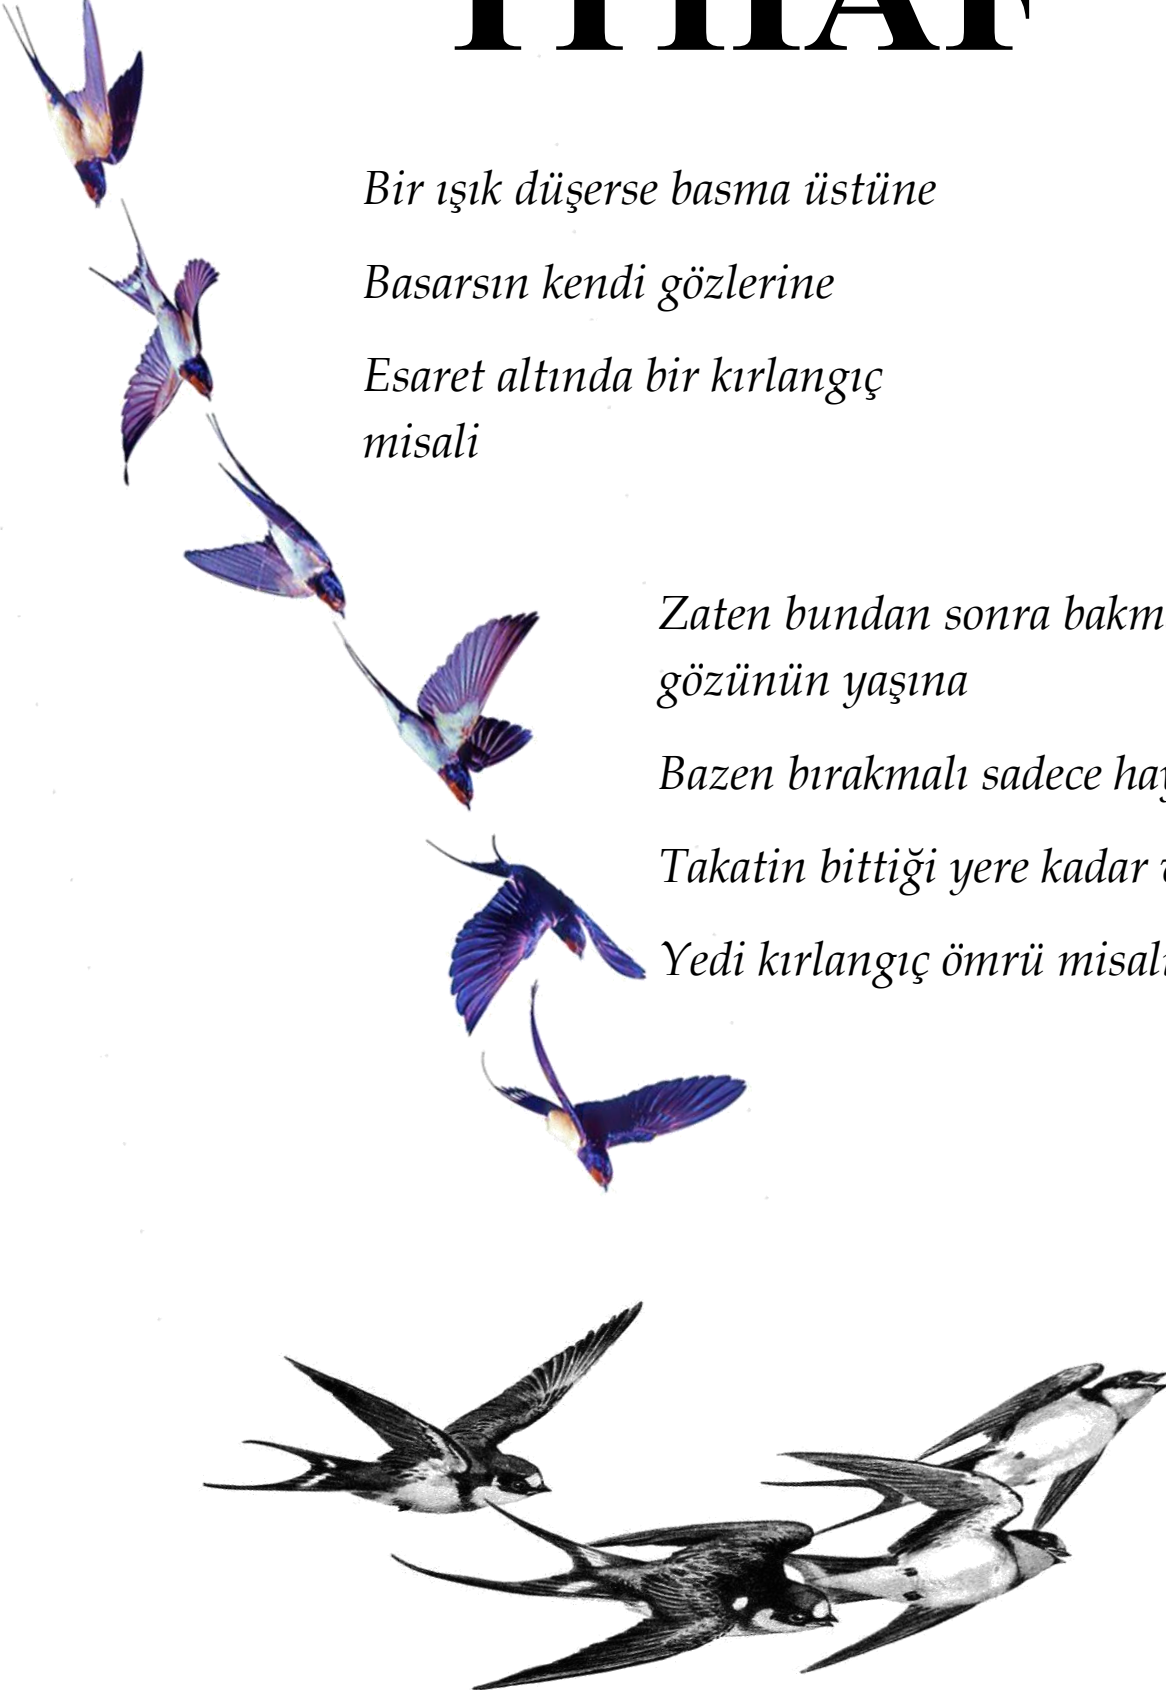 İTHAF
Bir ışık düşerse basma üstüne
Basarsın kendi gözlerine
Esaret altında bir kırlangıç
misali
Zaten bundan sonra
gözünün yaşına
Bazen bırakmalı sadece
Takatin bittiği yere kadar
Yedi kırlangıç ömrü